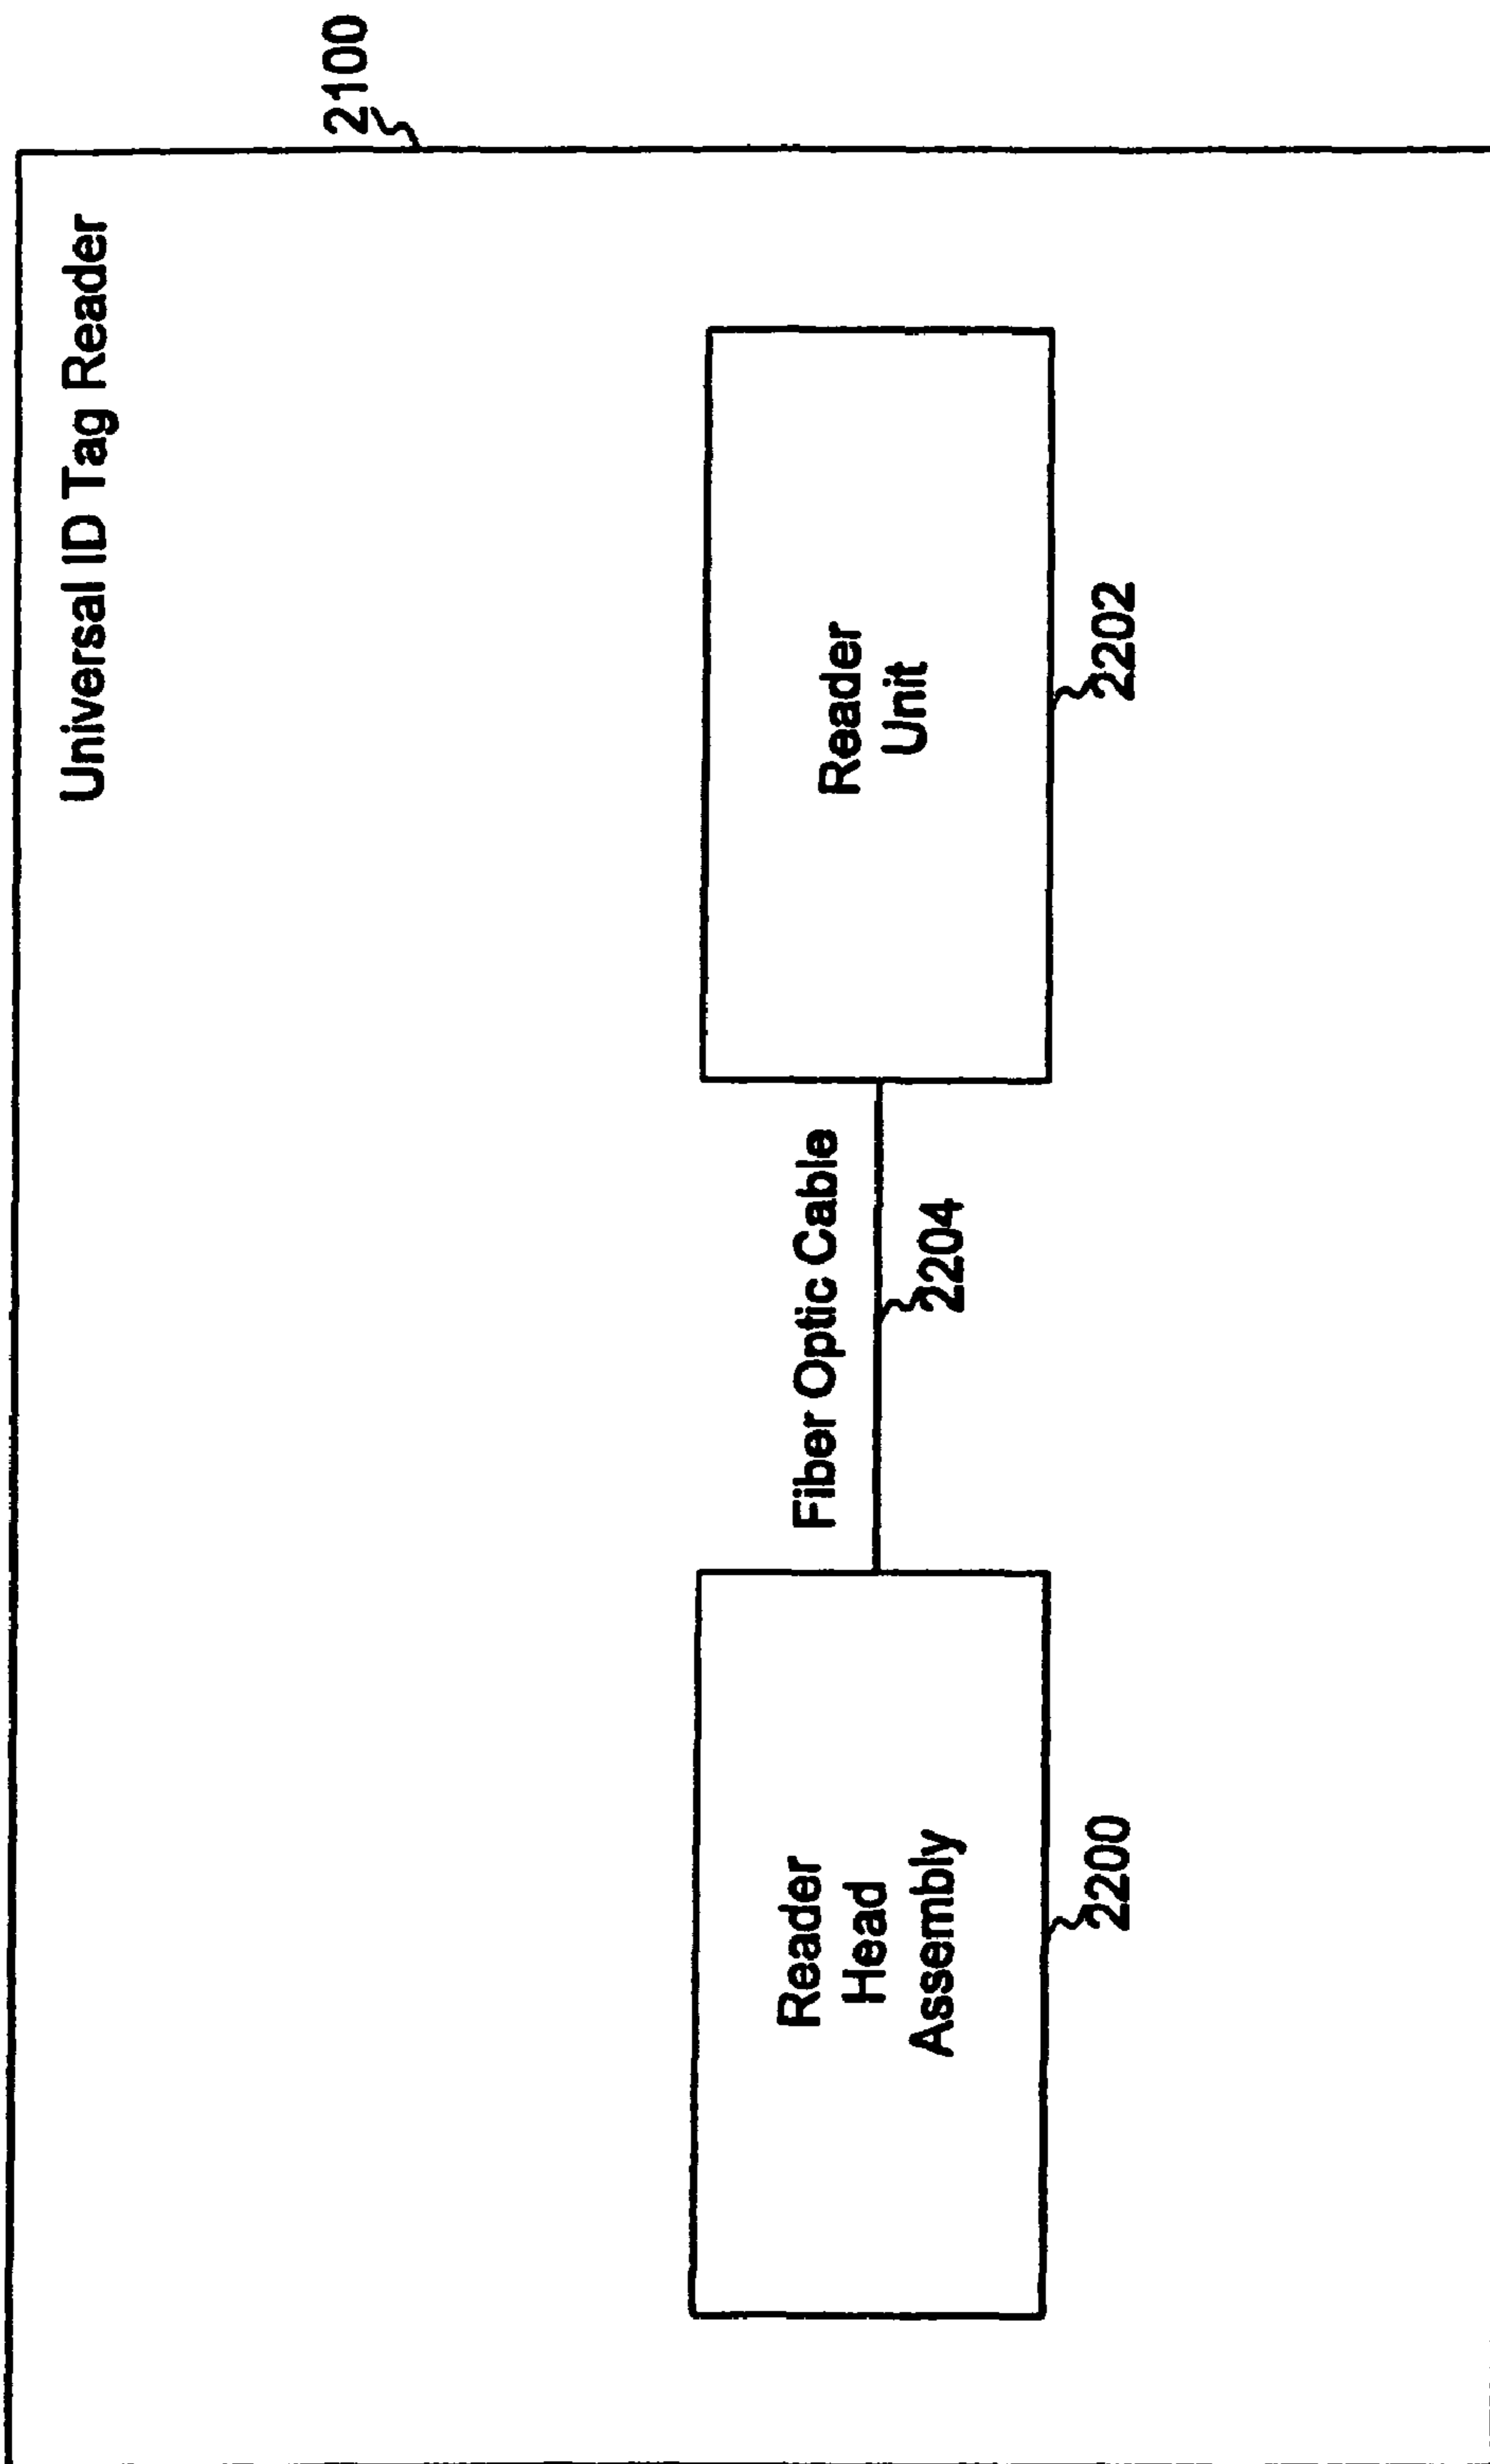 Universal ID Tag Reader
2100
Fiber Optic Cable
Reader
Head
Assembly
Reader
Unit
2204
2200
2202